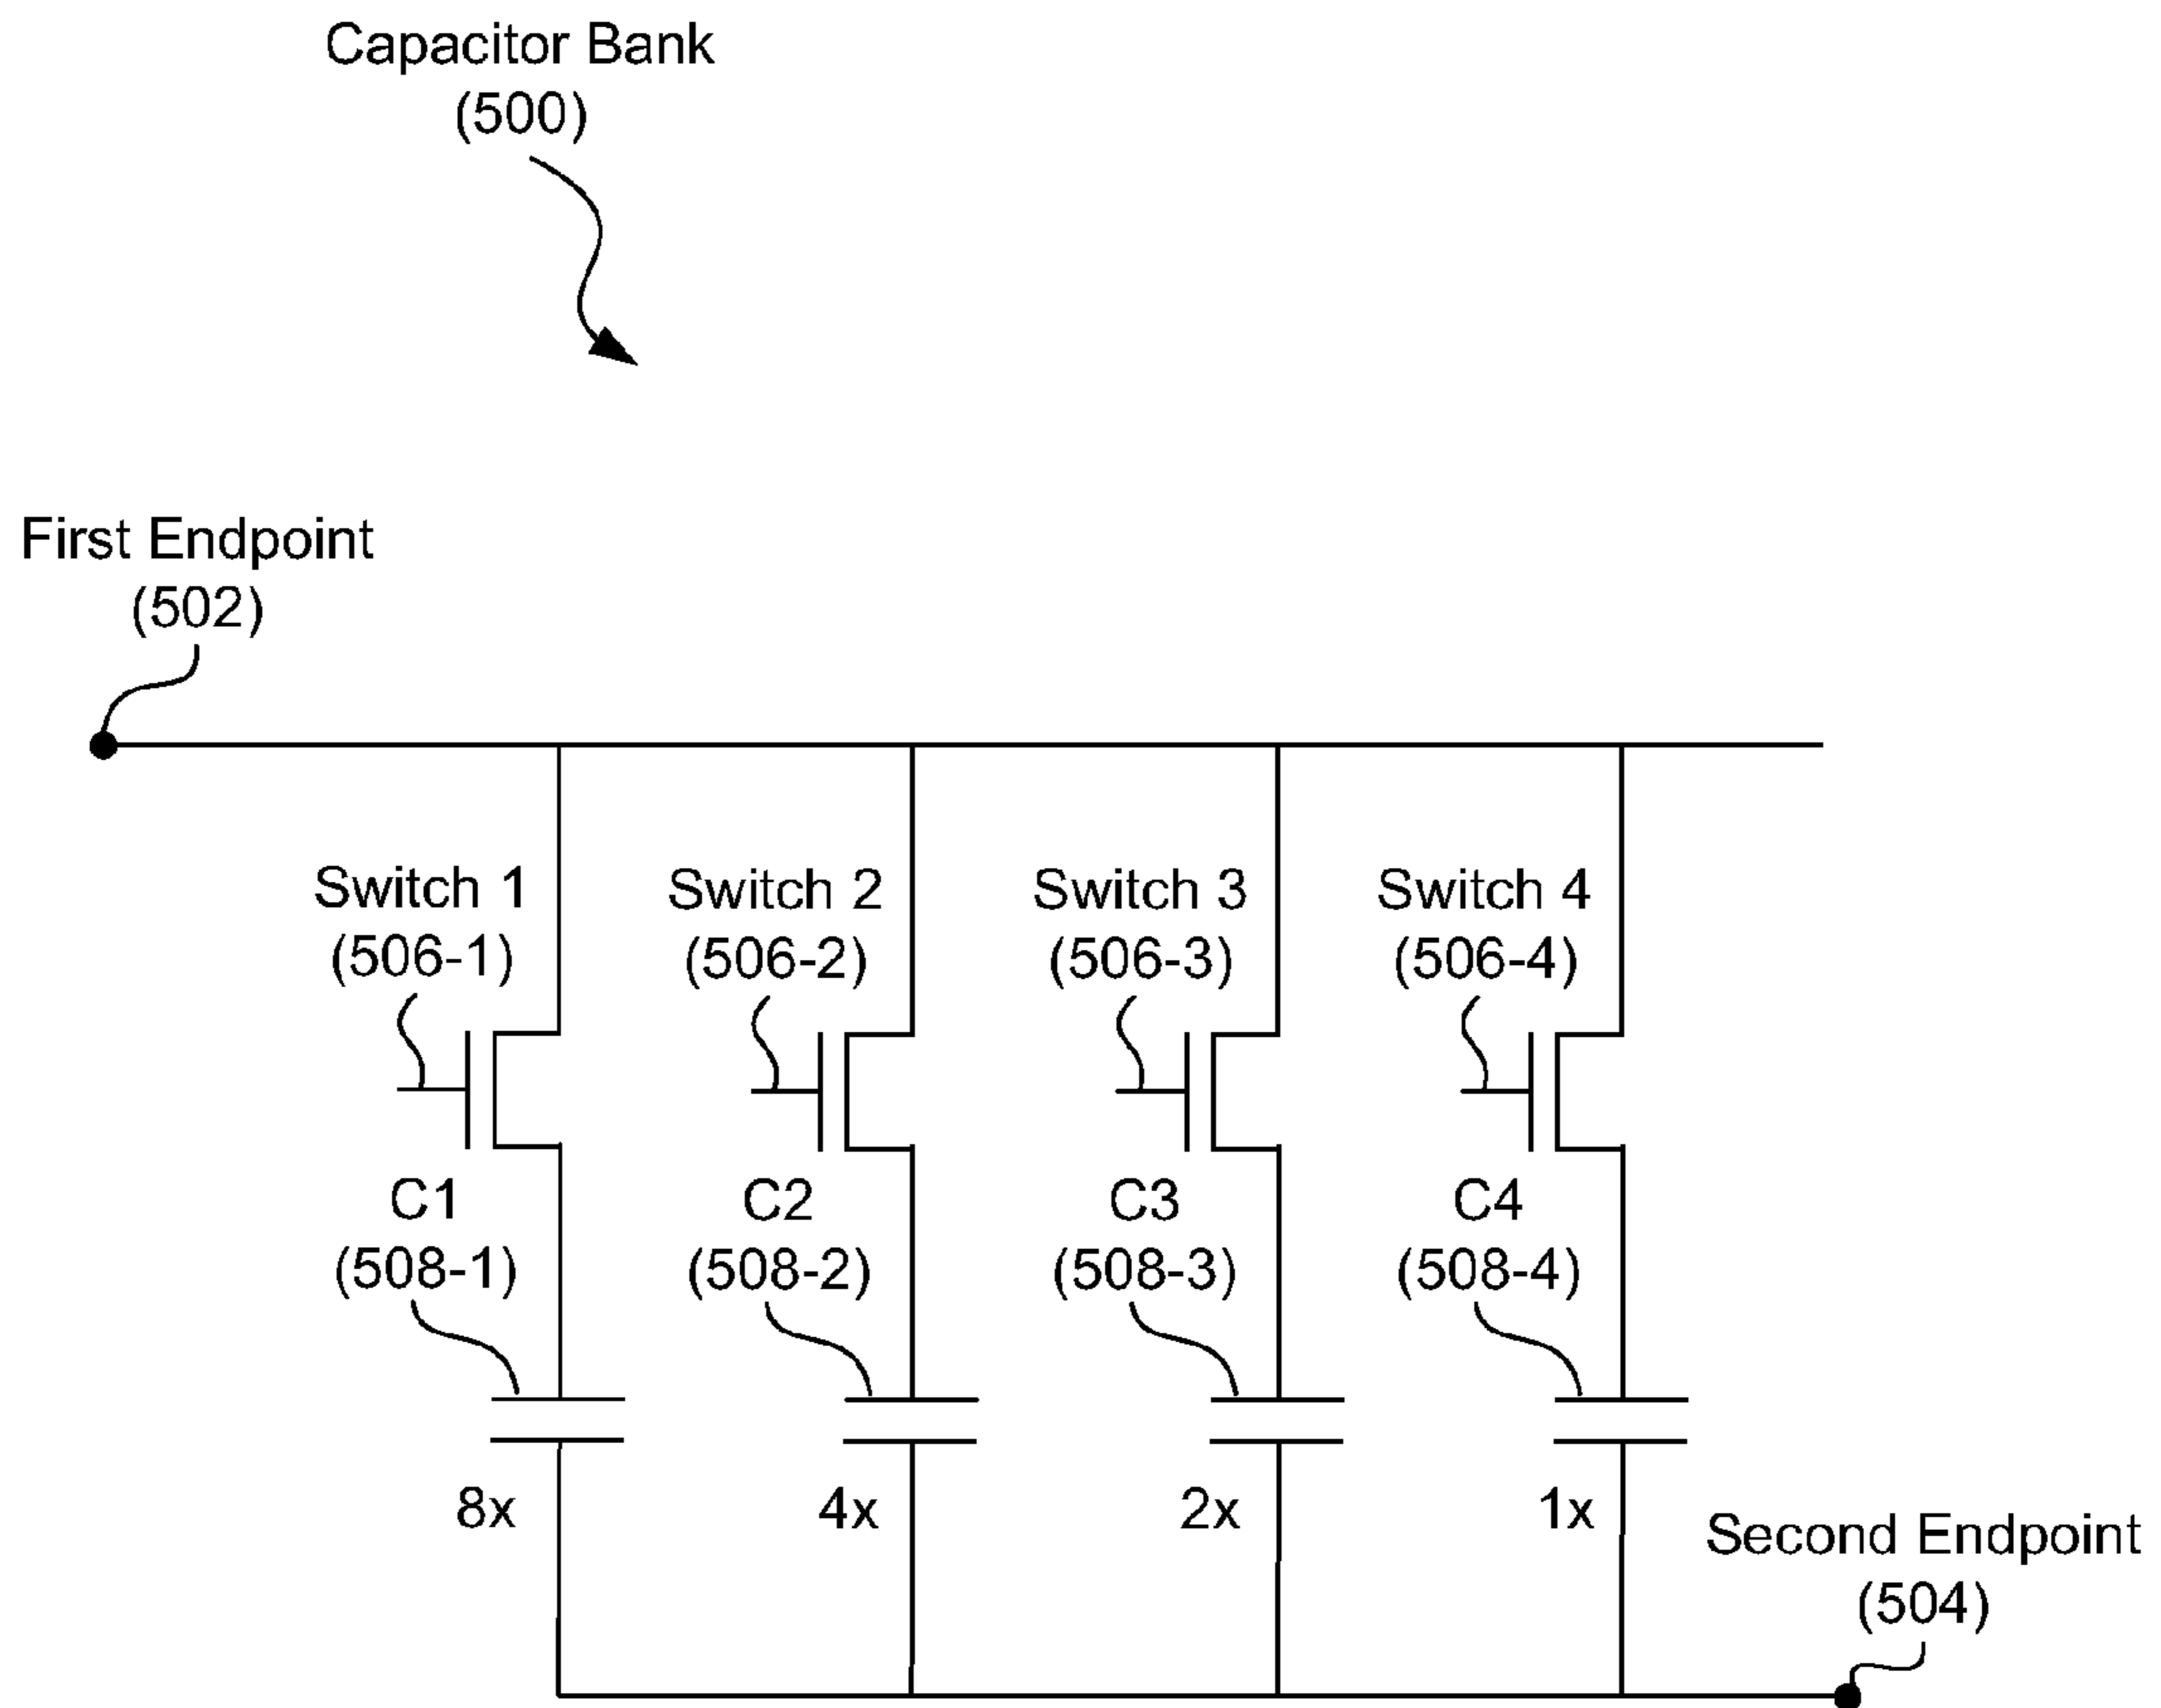 Capacitor Bank
(500)
First Endpoint
(502)
Switch 1
(506-1)
Switch 2
(506-2)
Switch 3
(506-3)
Switch 4
(506-4)
C1
(508-1)
C2
(508-2)
C3
(508-3)
C4
(508-4)
8x
4x
2x
1x
Second Endpoint
(504)